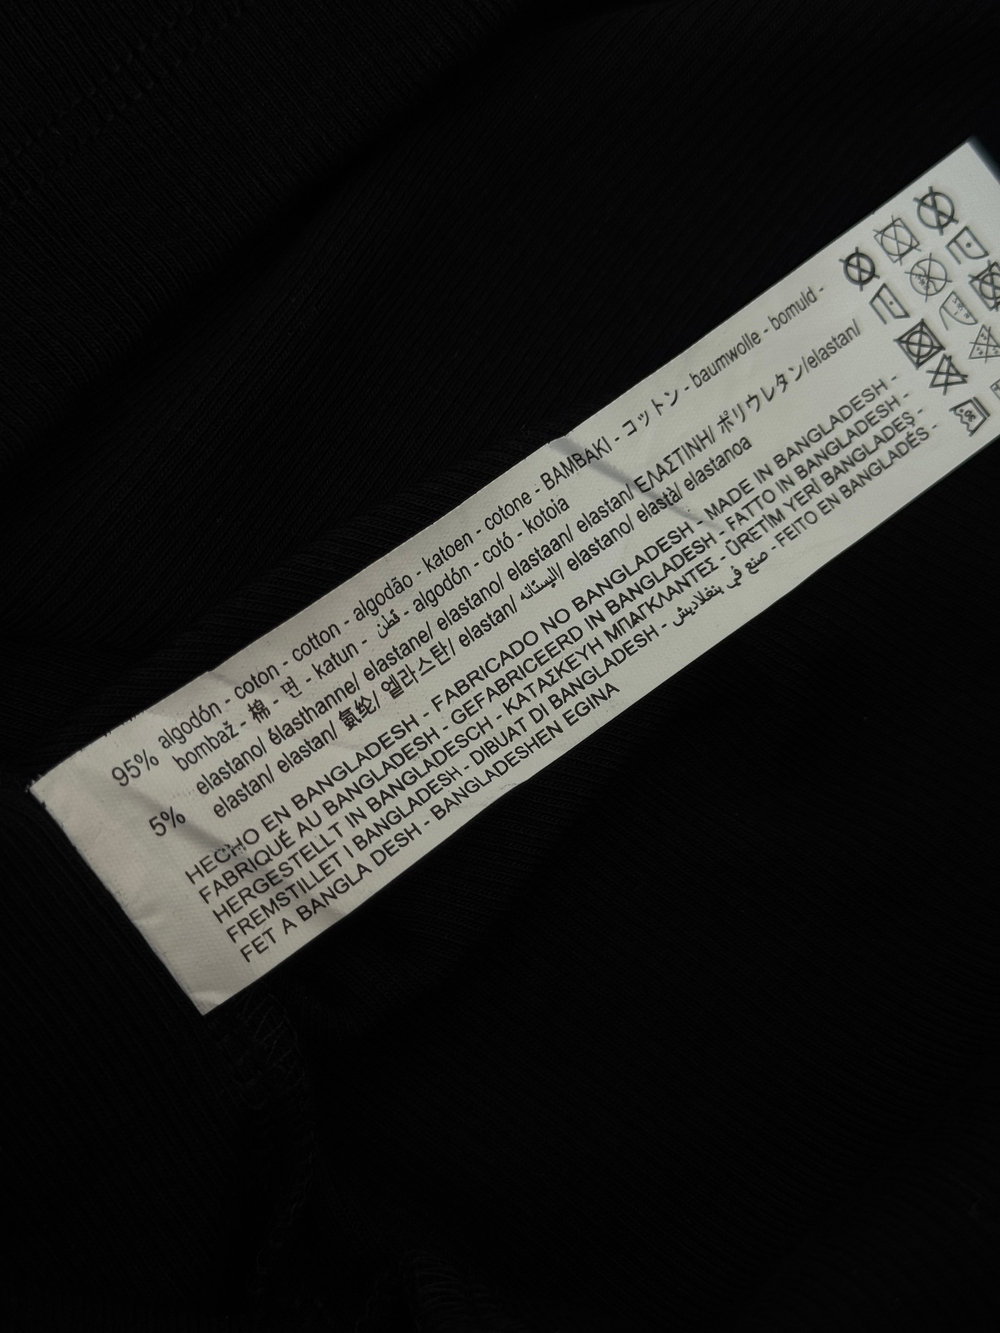 95% algodón - coton - cotton - algodão - katoen - cotone - BAMBAKI - コットン - baumwolle - bomuld -
bombaž - 棉 - 면 - katun - قطن - algodón - cotó - kotoia
5% elastano/ élasthanne/ elastane/ elastano/ elastaan/ elastan/ ΕΛΑΣΤΙΝΗ/ ポリウレタン/elastan/
elastan/ elastan/ 氨纶/ 엘라스탄/ elastan/ اليستانه/ elastano/ elastà/ elastanoa
HECHO EN BANGLADESH - FABRICADO NO BANGLADESH - MADE IN BANGLADESH -
FABRIQUÉ AU BANGLADESH - GEFABRICEERD IN BANGLADESH - FATTO IN BANGLADESH -
HERGESTELLT IN BANGLADESCH - ΚΑΤΑΣΚΕΥΗ ΜΠΑΓΚΛΑΝΤΕΣ - ÜRETİM YERİ BANGLADEŞ -
FREMSTILLET I BANGLADESH - DIBUAT DI BANGLADESH - صنع في بنغلاديش - FEITO EN BANGLADÉS -
FET A BANGLA DESH - BANGLADESHEN EGINA